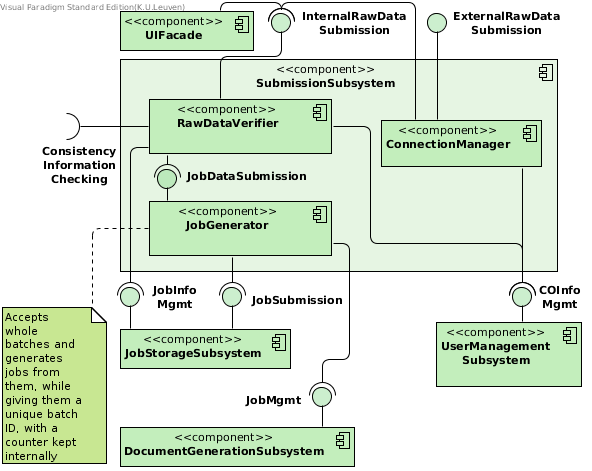 Visual Paradigm Standard Edition(K.U.Leuven)
<<component>>
UIFacade
InternalRawData
Submission
ExternalRawData
Submission
<<component>>
SubmissionSubsystem
<<component>>
RawDataVerifier
<<component>>
ConnectionManager
Consistency
Information
Checking
JobDataSubmission
<<component>>
JobGenerator
JobInfo
Mgmt
JobSubmission
COInfo
Mgmt
Accepts
whole
batches and
generates
jobs from
them, while
giving them a
unique batch
ID, with a
counter kept
internally
<<component>>
JobStorageSubsystem
<<component>>
UserManagement
Subsystem
JobMgmt
<<component>>
DocumentGenerationSubsystem